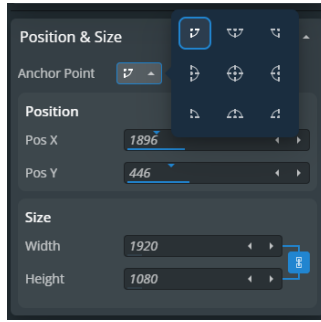 Position & Size
Anchor Point
Position
Pos X 1896
Pos Y 446
Size
Width 1920
Height 1080